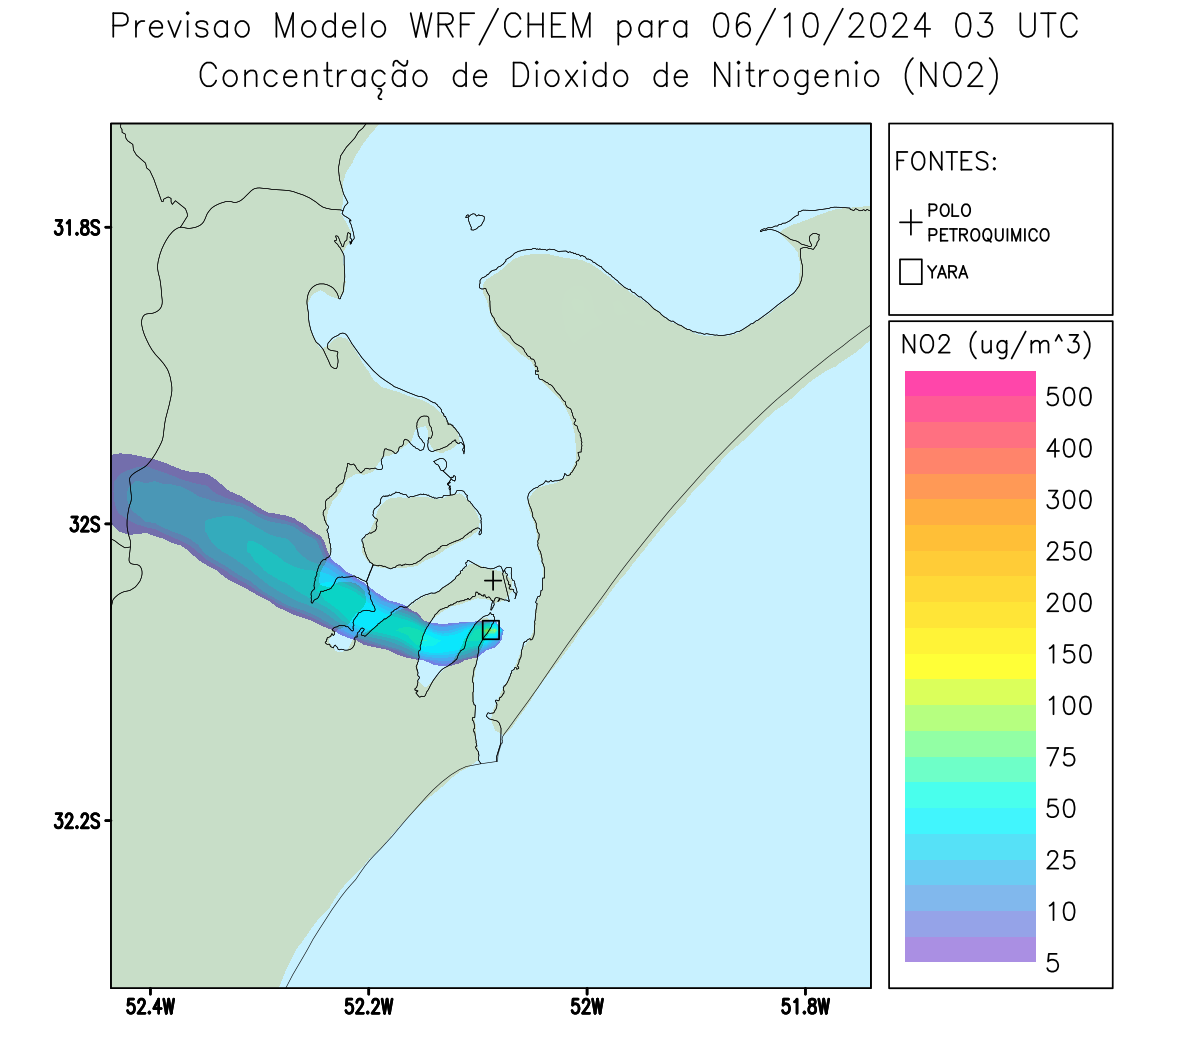 Previsao Modelo WRF/CHEM para 06/10/2024 03 UTC
Concentração de Dioxido de Nitrogenio (NO2)
FONTES:
POLO
PETROQUIMICO
YARA
NO2 (ug/m^3)
500
400
300
250
200
150
100
75
50
25
10
5
31.8S
32S
32.2S
52.4W
52.2W
52W
51.8W